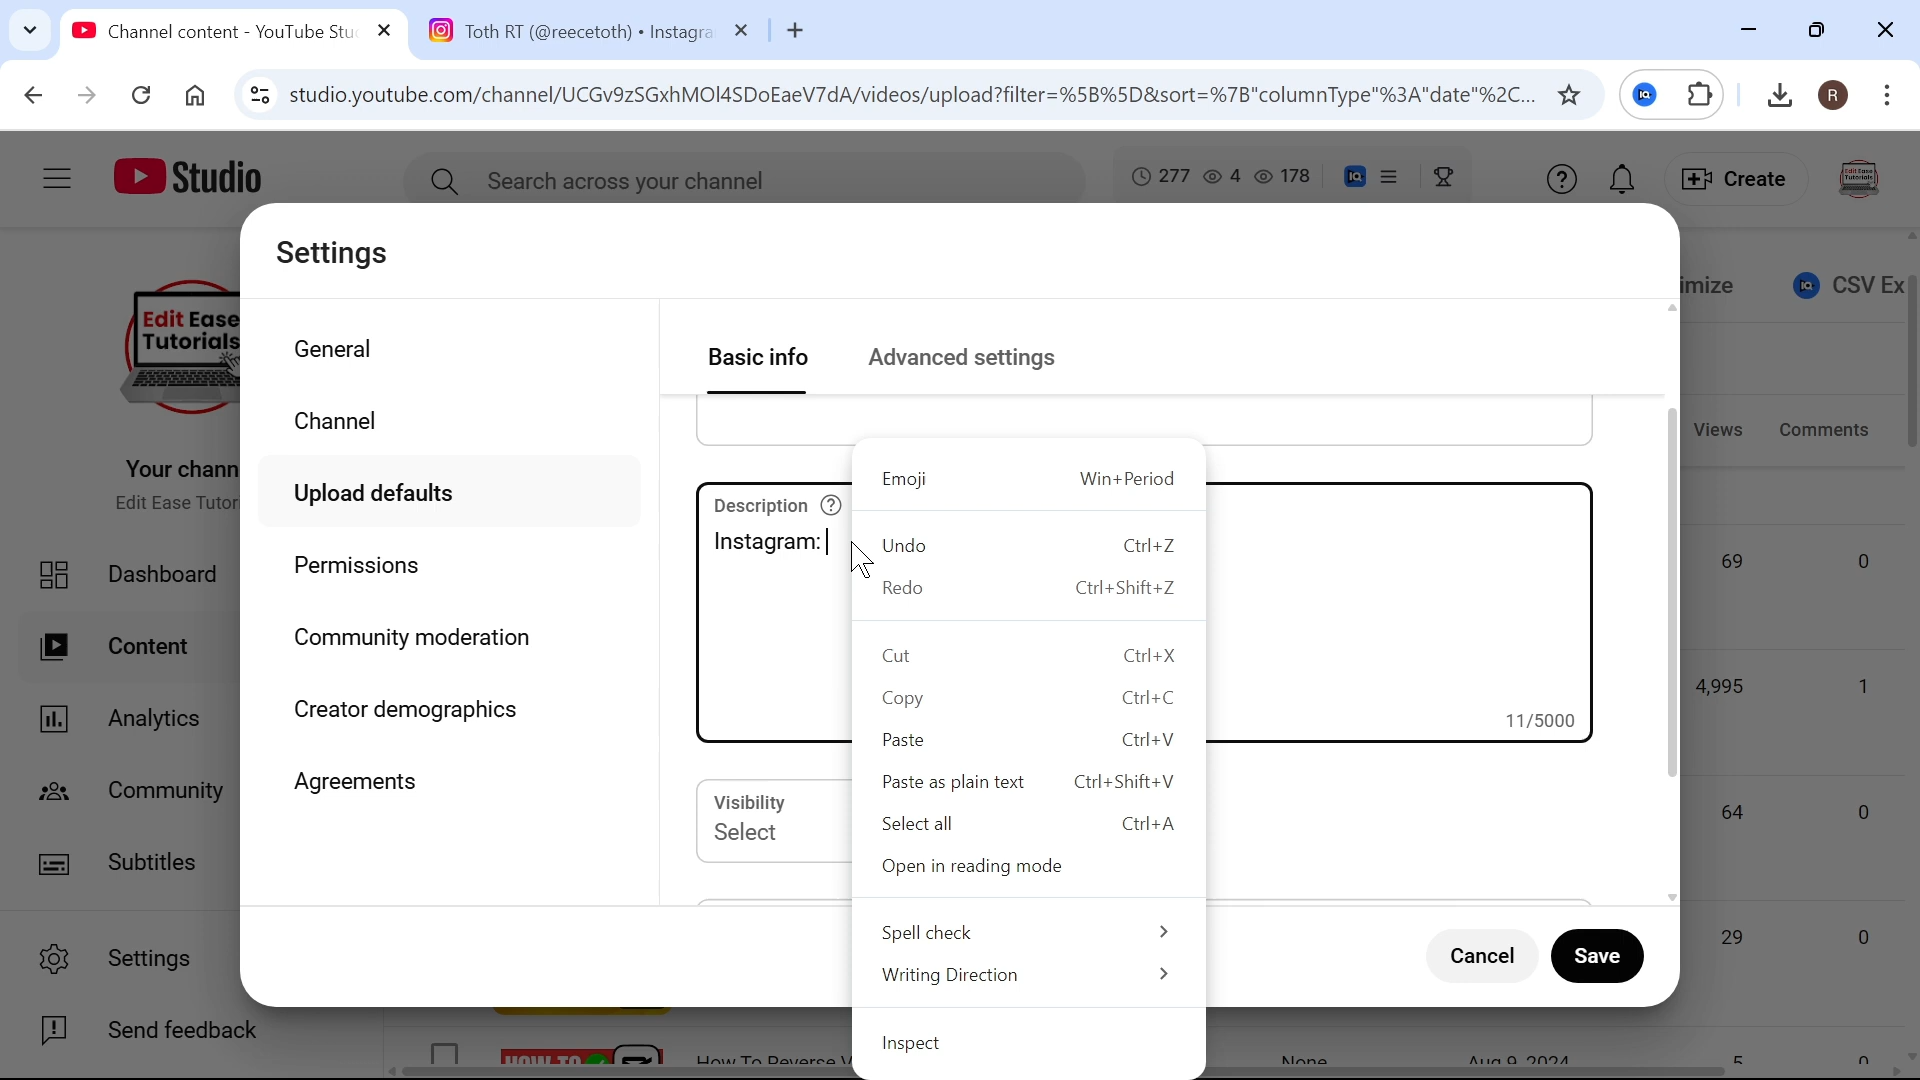 Channel content - YouTube Stu
Toth RT (@reecetoth) • Instagra
studio.youtube.com/channel/UCGv9zSGxhMOl4SDoEaeV7dA/videos/upload?filter=%5B%5D&sort=%7B"columnType"%3A"date"%2C...
R
Studio
Search across your channel
277 4 178
Create
Settings
imize
CSV Ex
Edit Ease
Tutorials
General
Basic info
Advanced settings
Channel
Views
Comments
Your chann
Edit Ease Tutor
Upload defaults
Description
Instagram:
11/5000
Emoji Win+Period
Undo Ctrl+Z
Redo Ctrl+Shift+Z
Cut Ctrl+X
Copy Ctrl+C
Paste Ctrl+V
Paste as plain text Ctrl+Shift+V
Select all Ctrl+A
Open in reading mode
Spell check
Writing Direction
Inspect
Permissions
Community moderation
Creator demographics
Agreements
Visibility
Select
Dashboard
Content
Analytics
Community
Subtitles
Settings
Send feedback
69 0
4,995 1
64 0
29 0
Cancel
Save
HOW TO
How To Reverse V
None
Aug 9, 2024
5 0